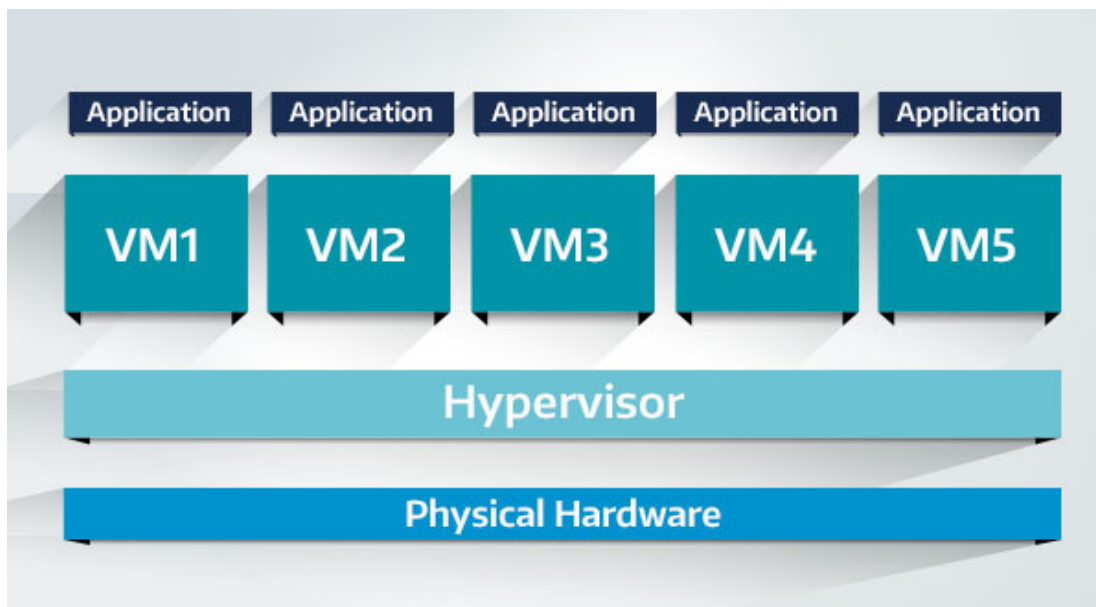 Application Application Application Application Application
VM1 VM2 VM3 VM4 VM5
Hypervisor
Physical Hardware